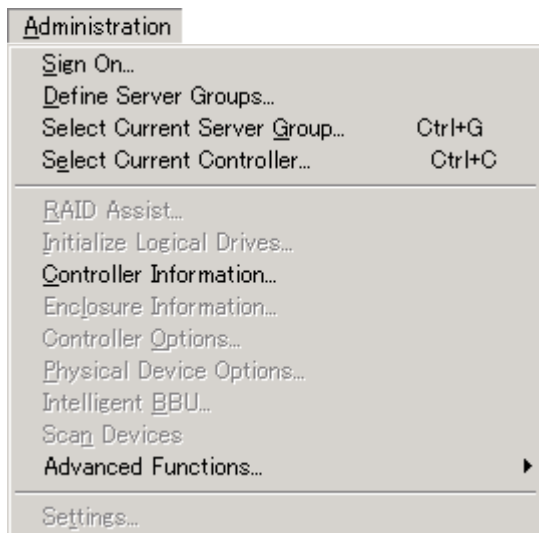 Administration
Sign On...
Define Server Groups...
Select Current Server Group... Ctrl+G
Select Current Controller... Ctrl+C
RAID Assist...
Initialize Logical Drives...
Controller Information...
Enclosure Information...
Controller Options...
Physical Device Options...
Intelligent BBU...
Scan Devices
Advanced Functions...
Settings...